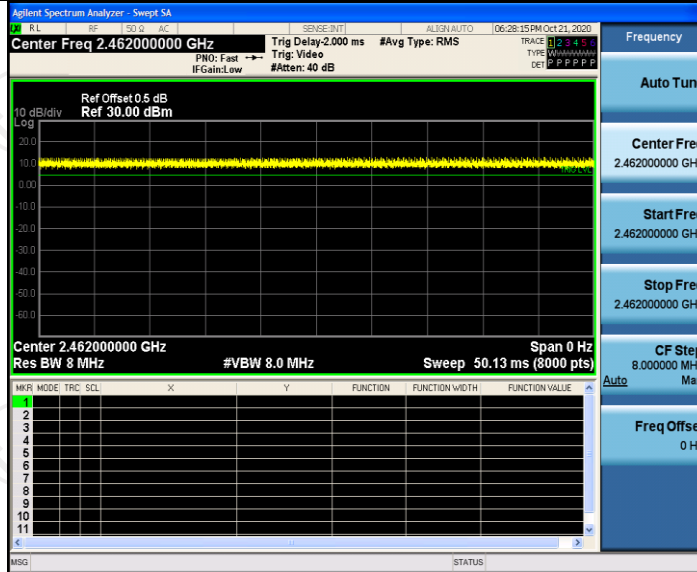 Agilent Spectrum Analyzer - Swept SA
RL RF 50 Ω AC SENSE:INT ALIGN AUTO 06:28:15 PM Oct 21, 2020
Center Freq 2.462000000 GHz
PNO: Fast
IFGain:Low
Trig Delay-2.000 ms #Avg Type: RMS
Trig: Video
#Atten: 40 dB
TRACE 1 2 3 4 5 6
TYPE
DET P P P P P P
Ref Offset 0.5 dB
10 dB/div Ref 30.00 dBm
Log
20.0
10.0
0.00
-10.0
-20.0
-30.0
-40.0
-50.0
-60.0
TRIG LVL
Center 2.462000000 GHz Span 0 Hz
Res BW 8 MHz #VBW 8.0 MHz Sweep 50.13 ms (8000 pts)
MKR MODE TRC SCL X Y FUNCTION FUNCTION WIDTH FUNCTION VALUE
1
2
3
4
5
6
7
8
9
10
11
MSG STATUS
Frequency
Auto Tun
Center Fre
2.462000000 GH
Start Fre
2.462000000 GH
Stop Fre
2.462000000 GH
CF Step
8.000000 MH
Auto Ma
Freq Offse
0 H